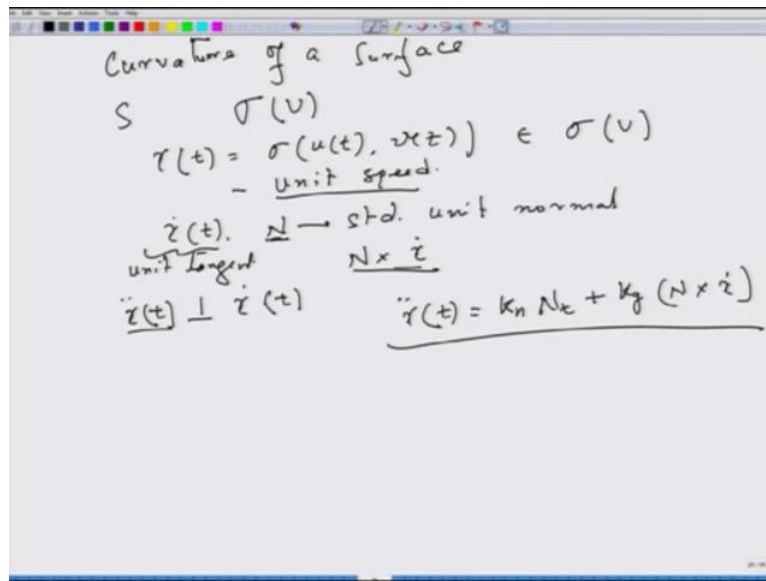 Curvature of a Surface
S σ(U)
γ(t) = σ(u(t), v(t)) ∈ σ(U)
- unit speed.
γ̇(t). N → std. unit normal
unit tangent N × γ̇
γ̈(t) ⊥ γ̇(t) γ̈(t) = κn Nt + κg (N × γ̇)